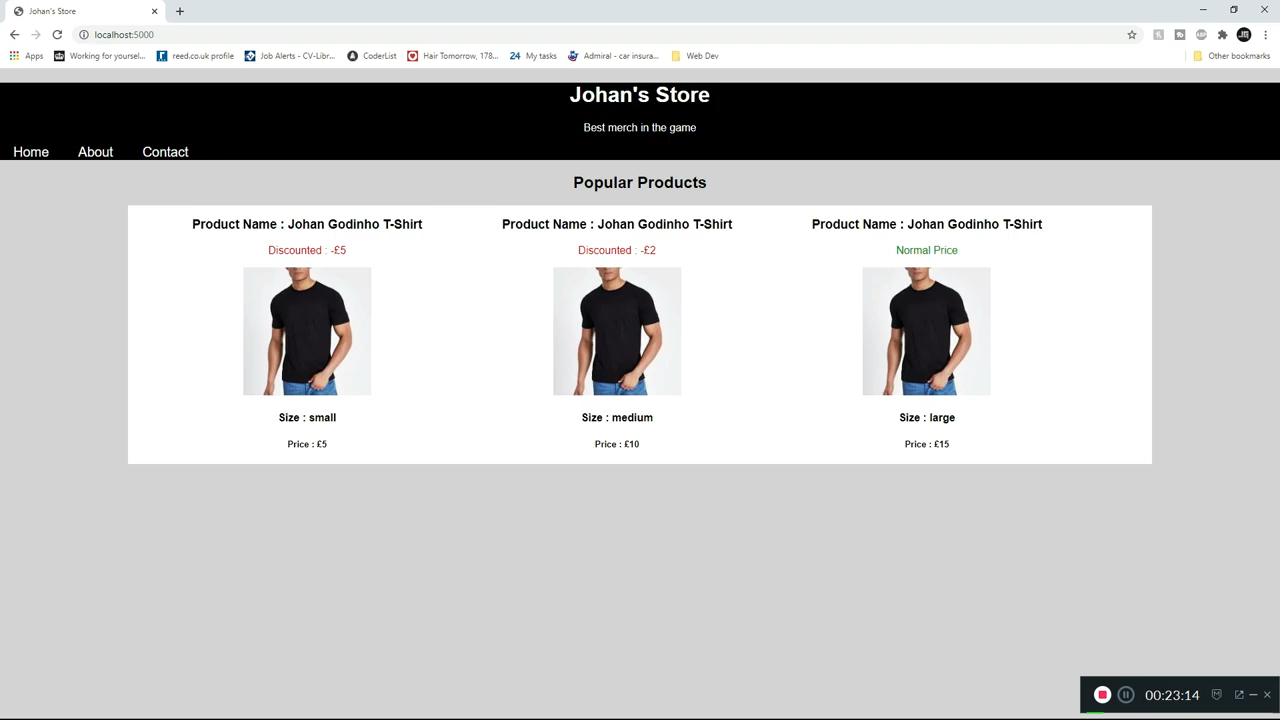 Johan's Store
localhost:5000
Apps Working for yoursel... reed.co.uk profile Job Alerts - CV-Libr... CoderList Hair Tomorrow, 178... 24 My tasks Admiral - car insura... Web Dev Other bookmarks
Johan's Store
Best merch in the game
Home About Contact
Popular Products
Product Name : Johan Godinho T-Shirt Product Name : Johan Godinho T-Shirt Product Name : Johan Godinho T-Shirt
Discounted : -£5 Discounted : -£2 Normal Price
Size : small Size : medium Size : large
Price : £5 Price : £10 Price : £15
00:23:14